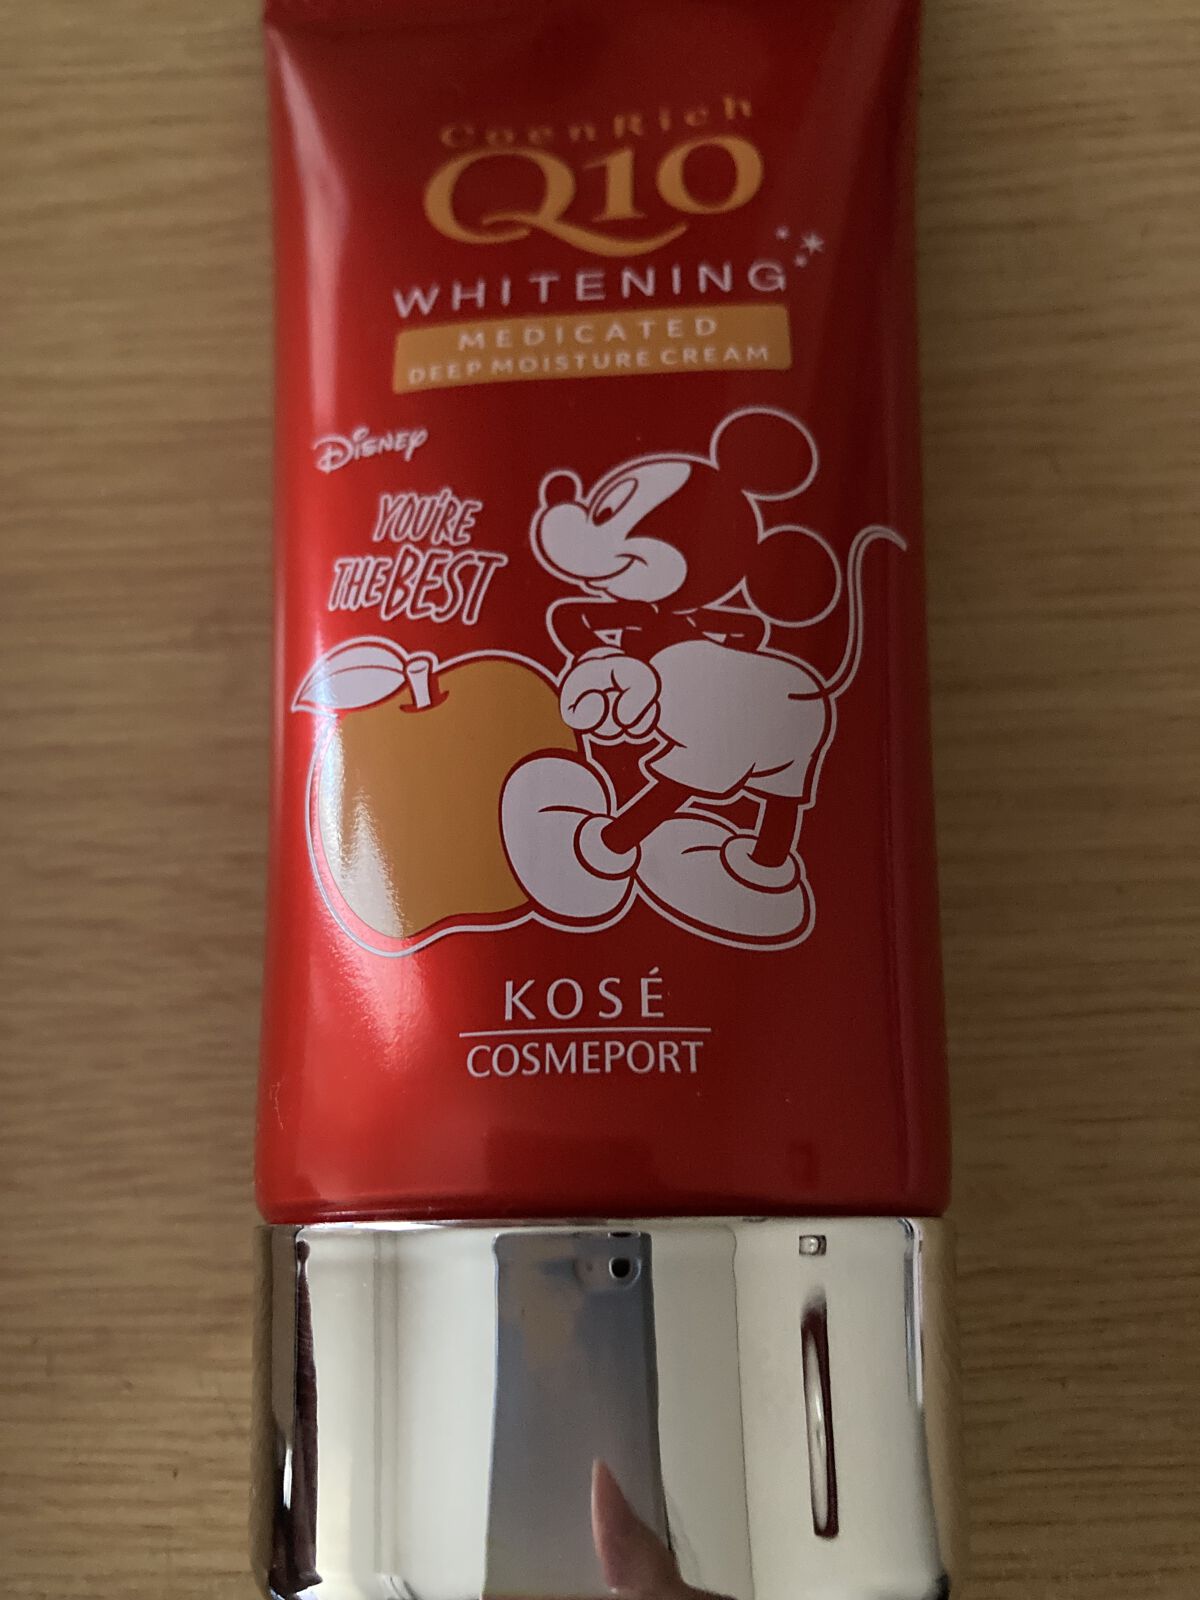 CoenRich
Q10
WHITENING
MEDICATED
DEEP MOISTURE CREAM
DISNEY
YOU'RE
THE BEST
KOSÉ
COSMEPORT